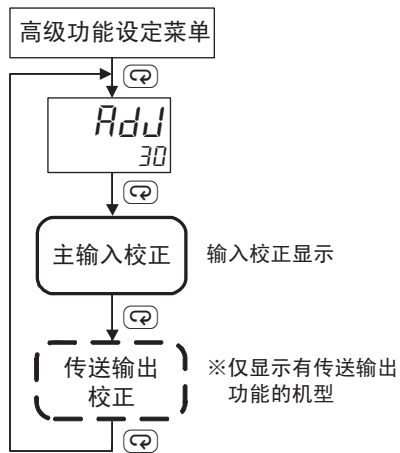 高级功能设定菜单
AdJ
30
主输入校正
输入校正显示
传送输出
校正
※仅显示有传送输出
功能的机型